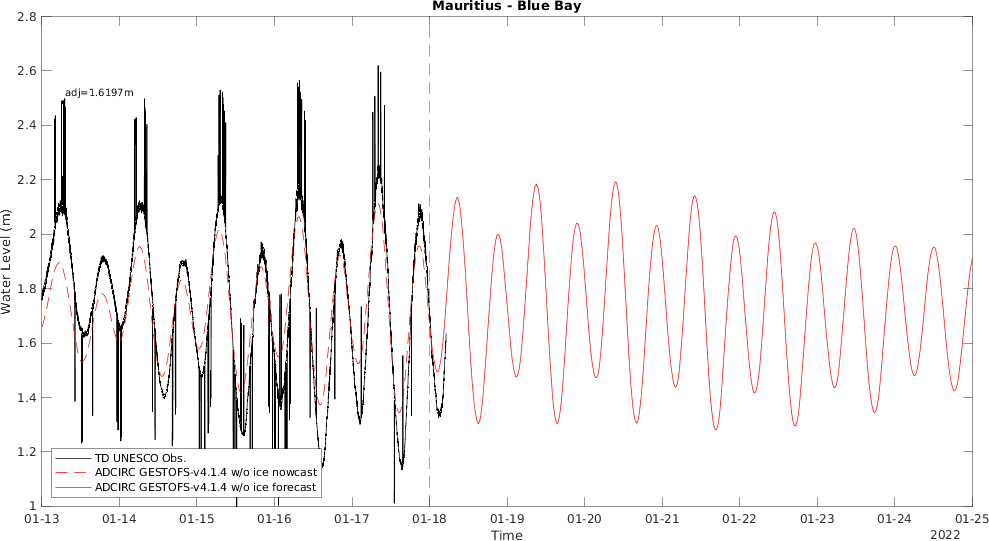 Mauritius - Blue Bay
2.8
2.6
2.4
2.2
2
1.8
1.6
1.4
1.2
1
Water Level (m)
adj=1.6197m
TD UNESCO Obs.
ADCIRC GESTOFS-v4.1.4 w/o ice nowcast
ADCIRC GESTOFS-v4.1.4 w/o ice forecast
01-13 01-14 01-15 01-16 01-17 01-18 01-19 01-20 01-21 01-22 01-23 01-24 01-25
Time
2022